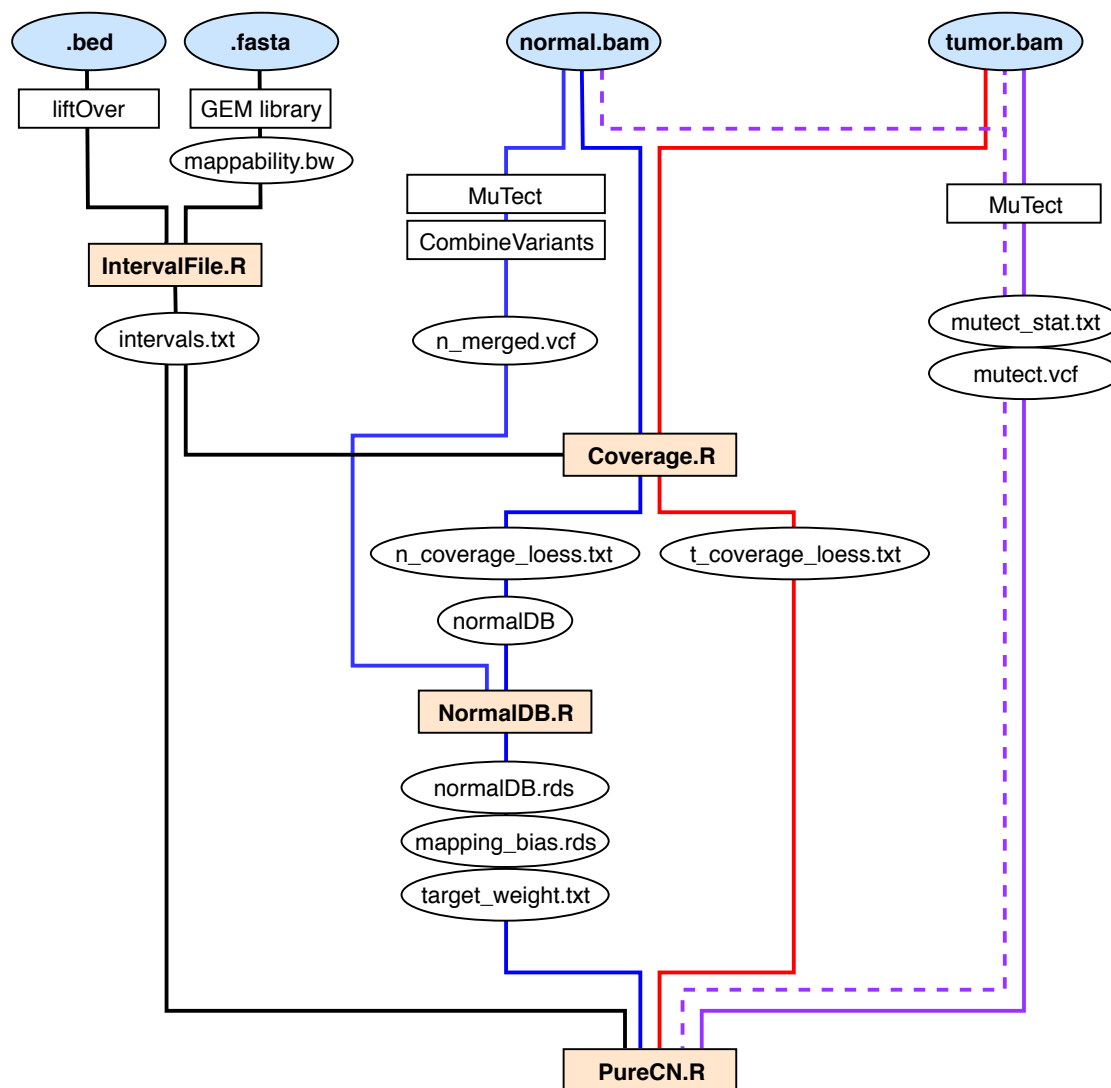 .bed
.fasta
normal.bam
tumor.bam
liftOver
GEM library
mappability.bw
MuTect
MuTect
CombineVariants
IntervalFile.R
intervals.txt
n_merged.vcf
mutect_stat.txt
mutect.vcf
Coverage.R
n_coverage_loess.txt
t_coverage_loess.txt
normalDB
NormalDB.R
normalDB.rds
mapping_bias.rds
target_weight.txt
PureCN.R